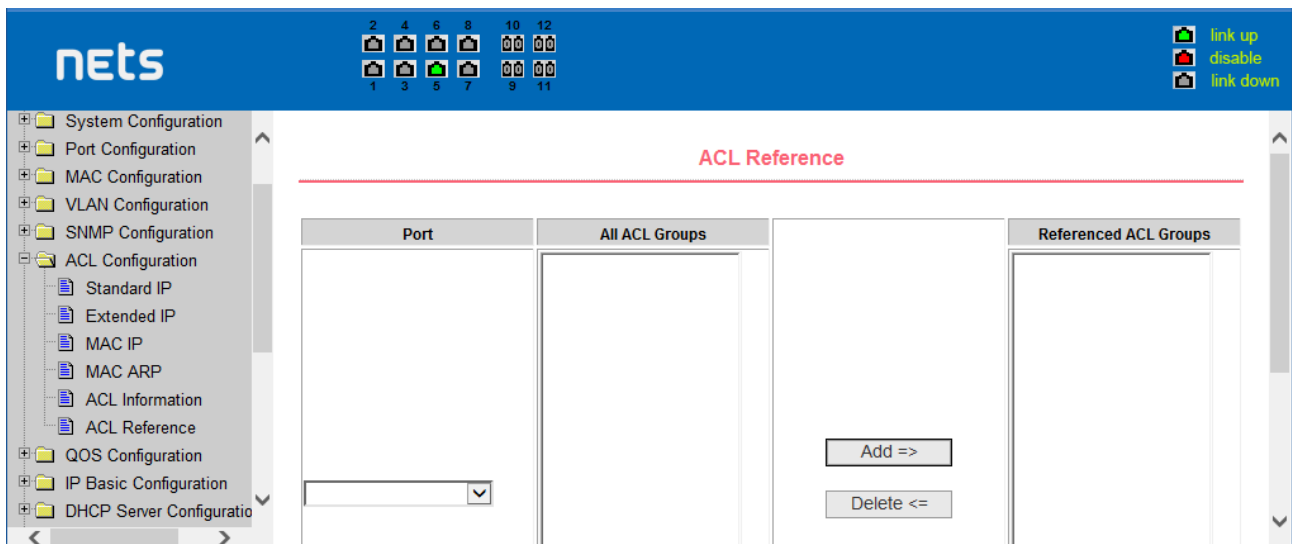 nets
2 4 6 8 10 12
1 3 5 7 9 11
link up
disable
link down
System Configuration
Port Configuration
MAC Configuration
VLAN Configuration
SNMP Configuration
ACL Configuration
Standard IP
Extended IP
MAC IP
MAC ARP
ACL Information
ACL Reference
QOS Configuration
IP Basic Configuration
DHCP Server Configuratio
ACL Reference
Port
All ACL Groups
Referenced ACL Groups
Add =>
Delete <=